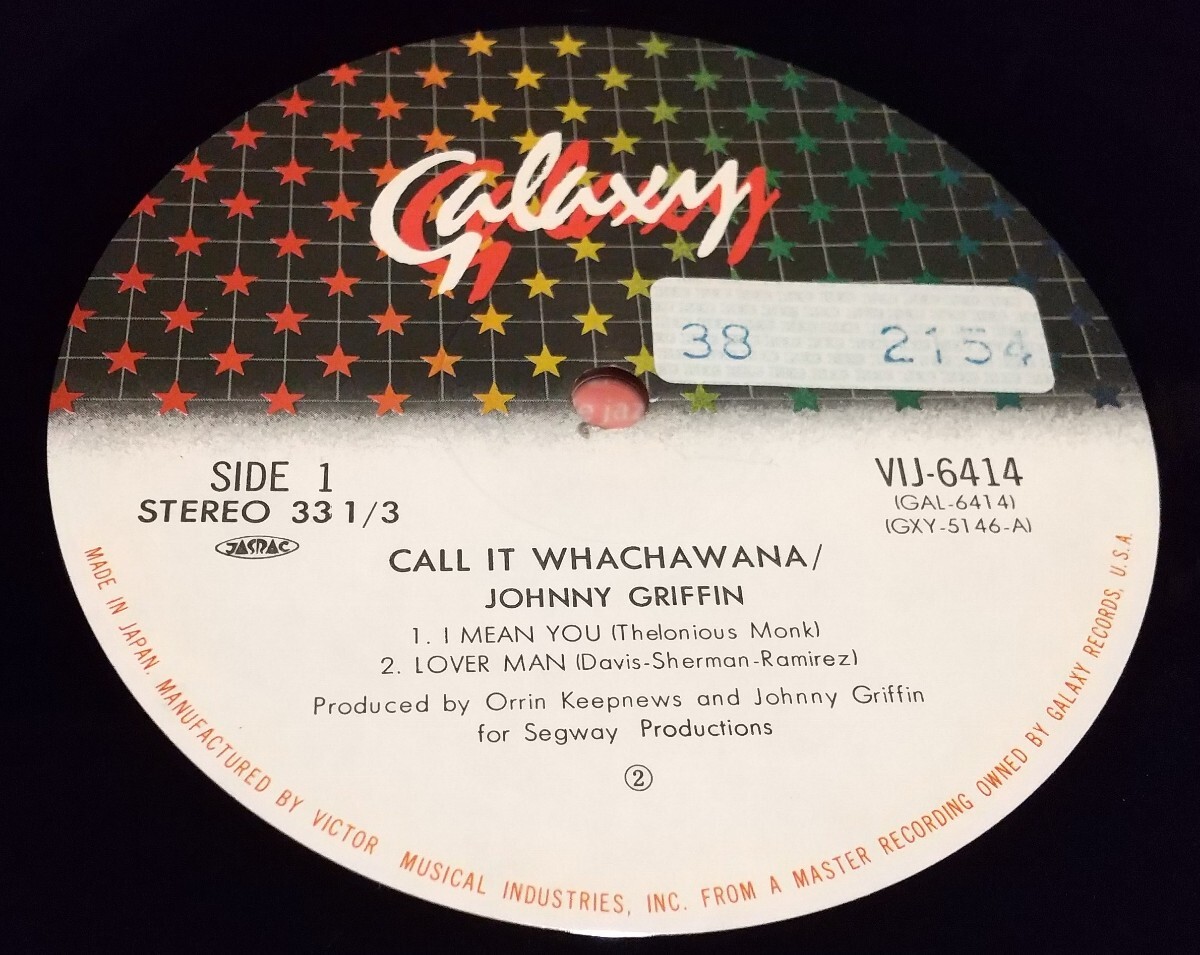 Galaxy
38 2154
SIDE 1
STEREO 33 1/3
JASRAC
VIJ-6414
(GAL-6414)
(GXY-5146-A)
CALL IT WHACHAWANA/
JOHNNY GRIFFIN
1. I MEAN YOU (Thelonious Monk)
2. LOVER MAN (Davis-Sherman-Ramirez)
Produced by Orrin Keepnews and Johnny Griffin
for Segway Productions
②
MADE IN JAPAN. MANUFACTURED BY VICTOR MUSICAL INDUSTRIES, INC. FROM A MASTER RECORDING OWNED BY GALAXY RECORDS, U.S.A.